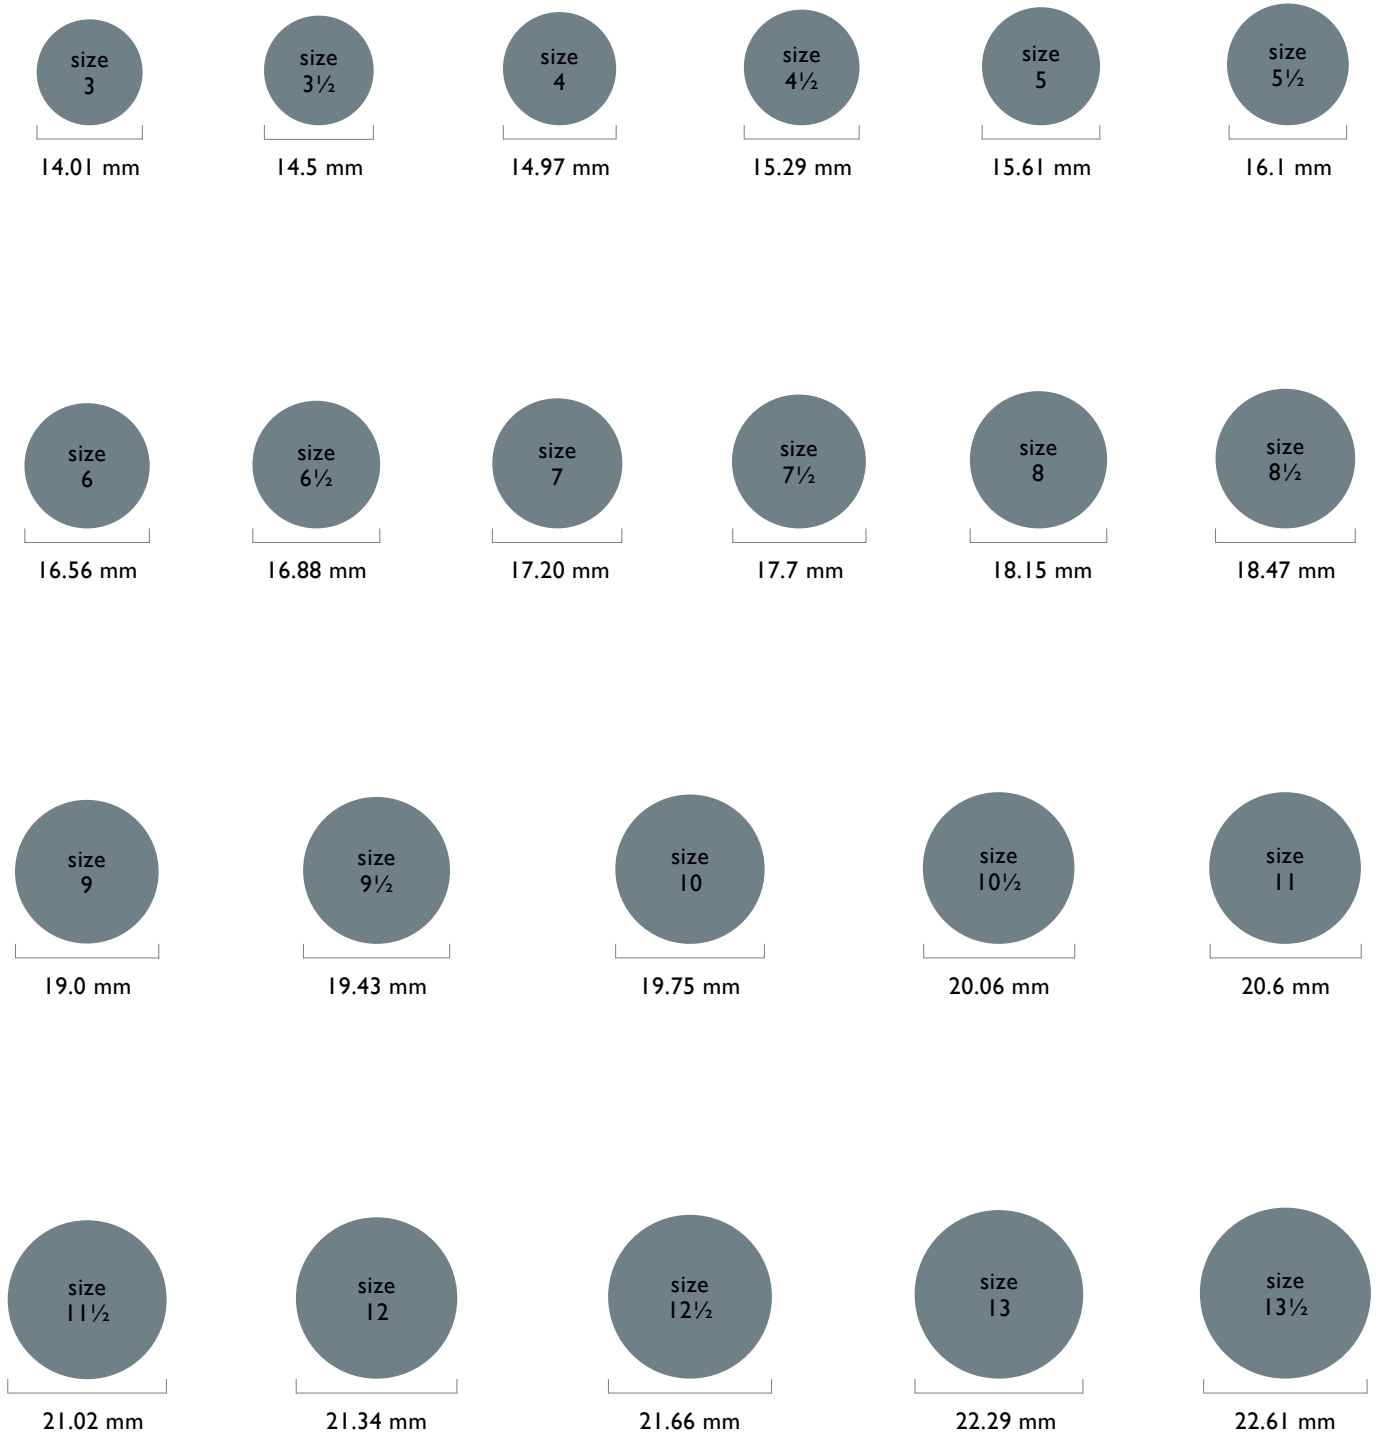 size
3
size
3½
size
4
size
4½
size
5
size
5½
14.01 mm
14.5 mm
14.97 mm
15.29 mm
15.61 mm
16.1 mm
size
6
size
6½
size
7
size
7½
size
8
size
8½
16.56 mm
16.88 mm
17.20 mm
17.7 mm
18.15 mm
18.47 mm
size
9
size
9½
size
10
size
10½
size
11
19.0 mm
19.43 mm
19.75 mm
20.06 mm
20.6 mm
size
11½
size
12
size
12½
size
13
size
13½
21.02 mm
21.34 mm
21.66 mm
22.29 mm
22.61 mm